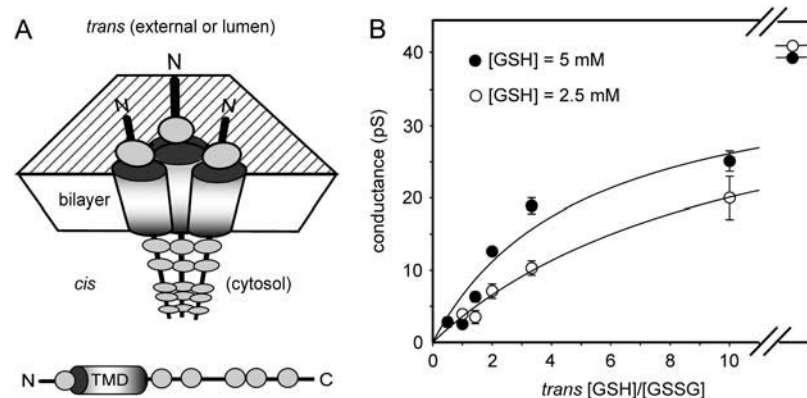 A
trans (external or lumen)
N
N
N
bilayer
cis
(cytosol)
N
TMD
C
B
[GSH] = 5 mM
[GSH] = 2.5 mM
conductance (pS)
40
30
20
10
0
0
2
4
6
8
10
trans [GSH]/[GSSG]